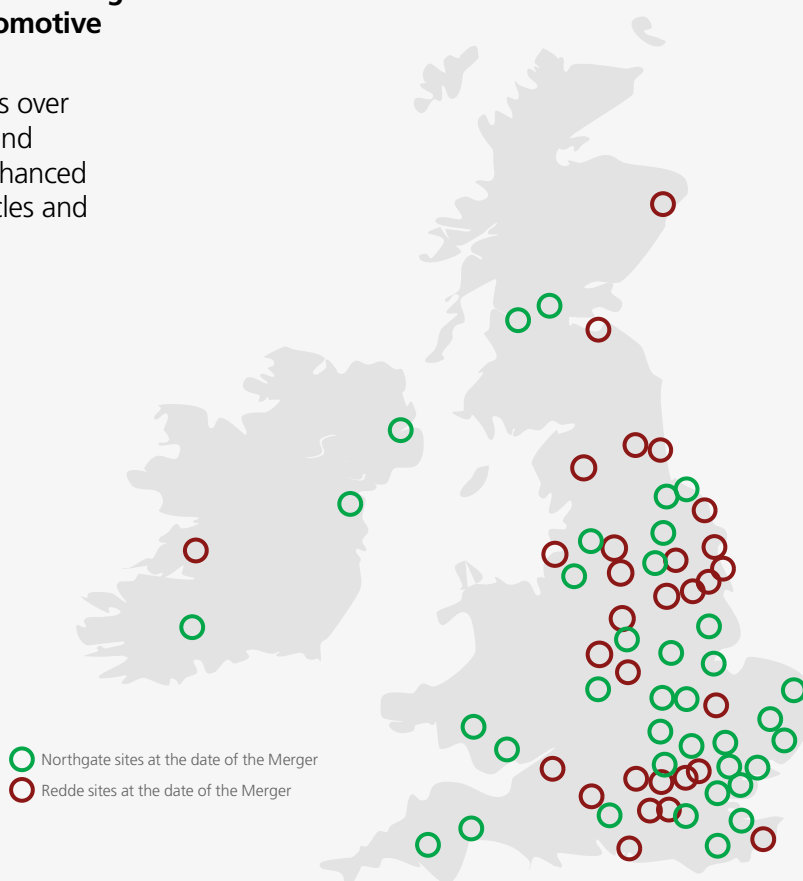 omotive
s over
nd
hanced
cles and
Northgate sites at the date of the Merger
Redde sites at the date of the Merger